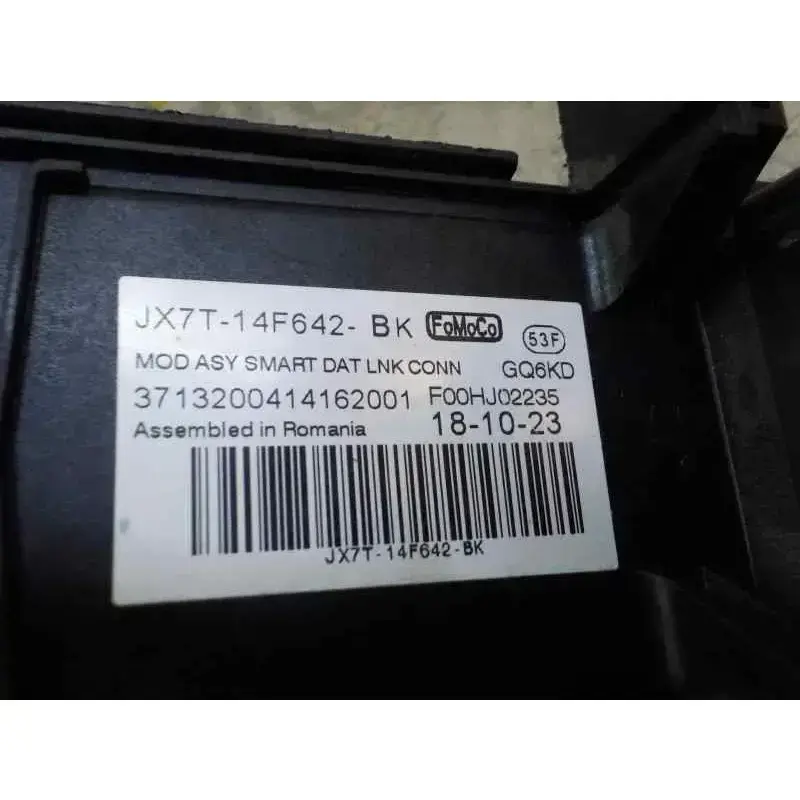 JX7T-14F642- BK FoMoCo 53F
MOD ASY SMART DAT LNK CONN GQ6KD
3713200414162001 F00HJ02235
Assembled in Romania 18-10-23
JX7T-14F642-BK